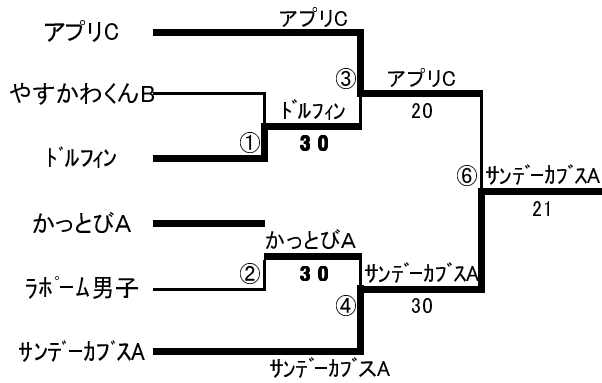 アプリC
アプリC
③
アプリC
20
やすかわくんB
ﾄﾞﾙﾌｨﾝ
①
30
ﾄﾞﾙﾌｨﾝ
⑥
ｻﾝﾃﾞｰｶﾌﾞｽA
21
かっとびA
かっとびA
②
30
ｻﾝﾃﾞｰｶﾌﾞｽA
30
ﾗﾎﾟｰﾑ男子
④
ｻﾝﾃﾞｰｶﾌﾞｽA
ｻﾝﾃﾞｰｶﾌﾞｽA